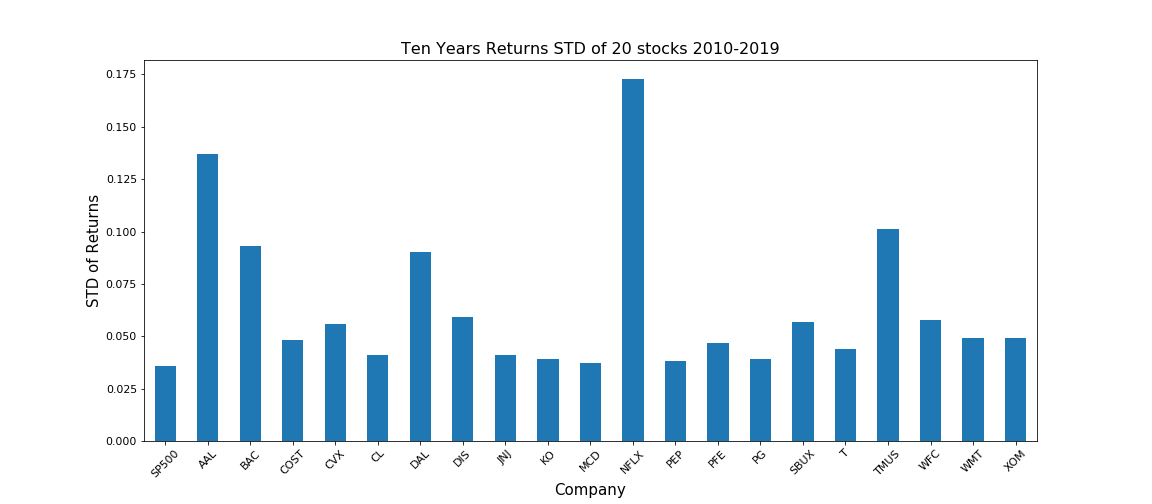 Ten Years Returns STD of 20 stocks 2010-2019
STD of Returns
0.175
0.150
0.125
0.100
0.075
0.050
0.025
0.000
SP500 AAL BAC COST CVX CL DAL DIS JNJ KO MCD NFLX PEP PFE PG SBUX T TMUS WFC WMT XOM
Company